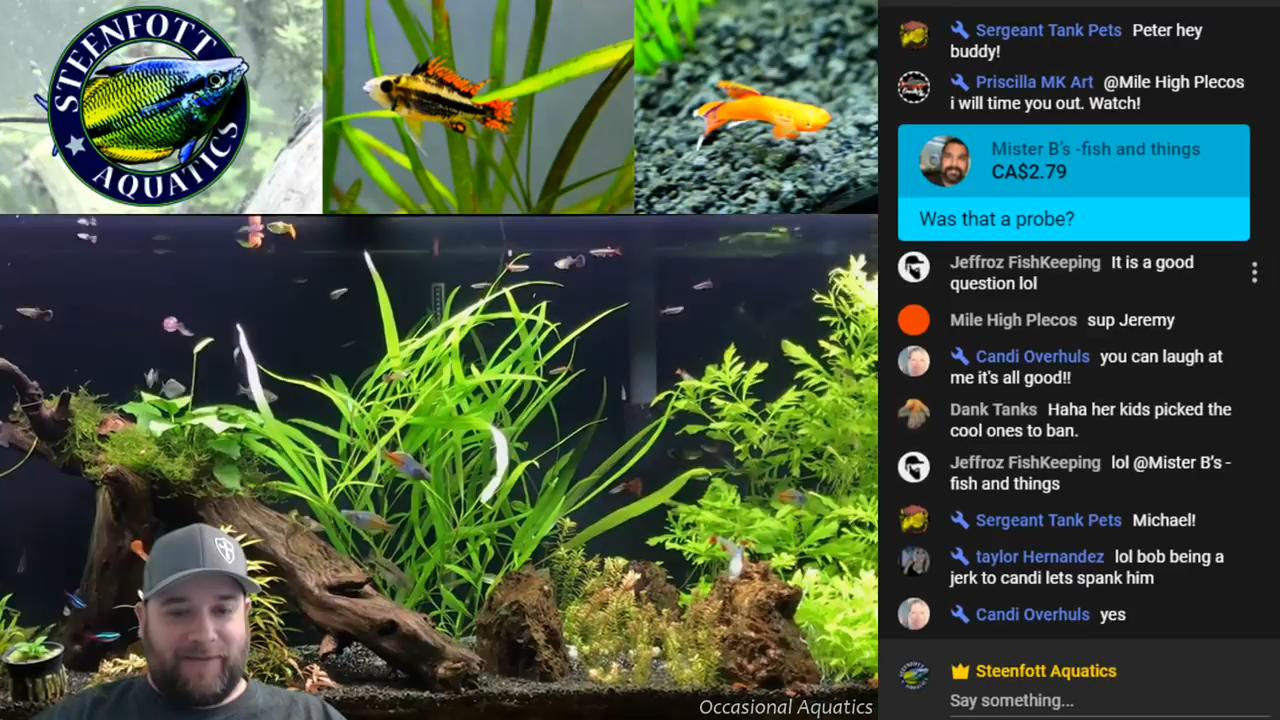 STEENFOTT
AQUATICS
Occasional Aquatics
Sergeant Tank Pets Peter hey
buddy!
Priscilla MK Art @Mile High Plecos
i will time you out. Watch!
Mister B's -fish and things
CA$2.79
Was that a probe?
Jeffroz FishKeeping It is a good
question lol
Mile High Plecos sup Jeremy
Candi Overhuls you can laugh at
me it's all good!!
Dank Tanks Haha her kids picked the
cool ones to ban.
Jeffroz FishKeeping lol @Mister B's -
fish and things
Sergeant Tank Pets Michael!
taylor Hernandez lol bob being a
jerk to candi lets spank him
Candi Overhuls yes
Steenfott Aquatics
Say something...